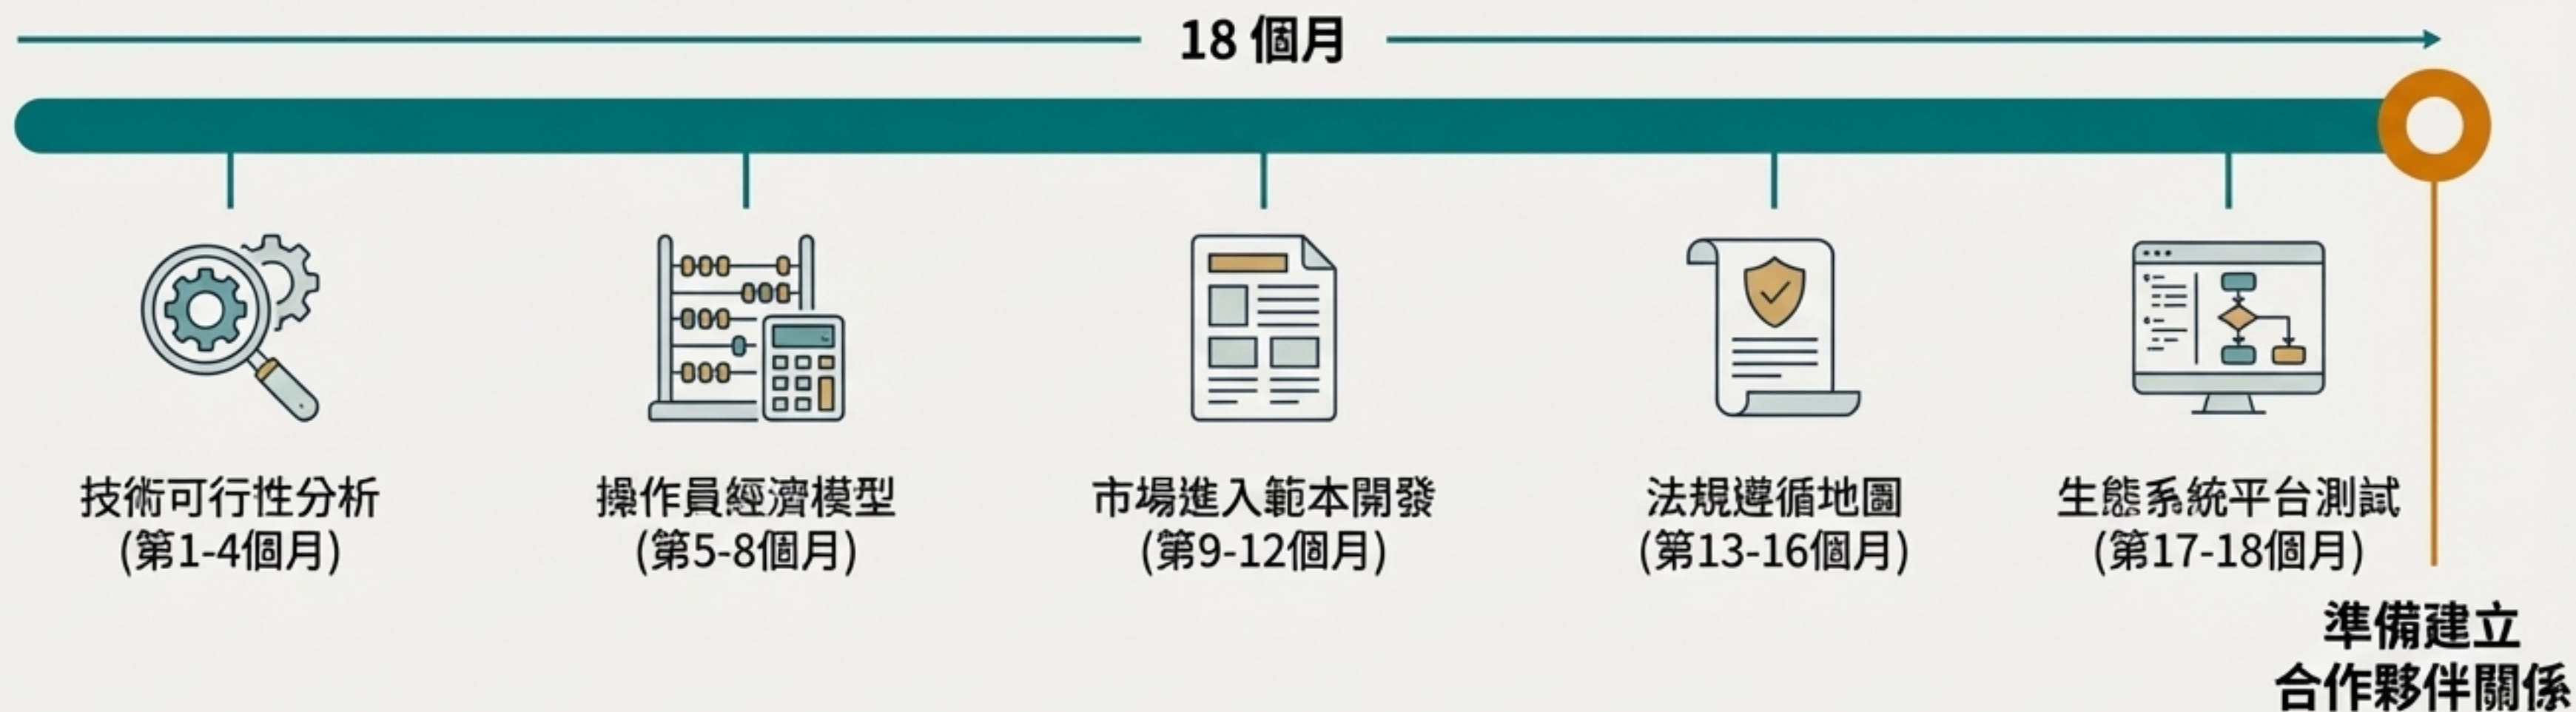 18 個月
技術可行性分析
(第1-4個月)
操作員經濟模型
(第5-8個月)
市場進入範本開發
(第9-12個月)
法規遵循地圖
(第13-16個月)
生態系統平台測試
(第17-18個月)
準備建立
合作夥伴關係